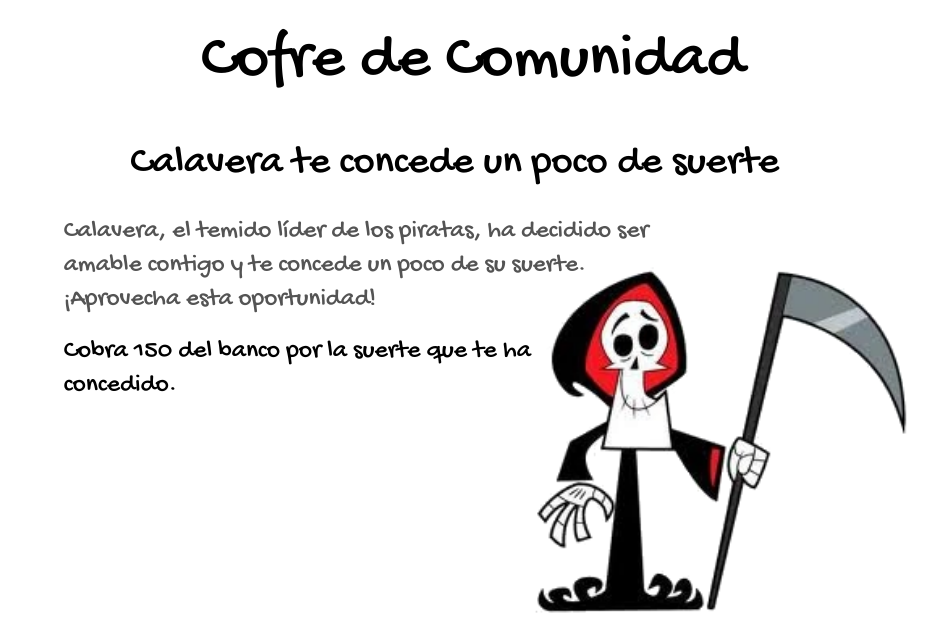 Cofre de Comunidad
Calavera te concede un poco de suerte
Calavera, el temido líder de los piratas, ha decidido ser
amable contigo y te concede un poco de su suerte.
¡Aprovecha esta oportunidad!
Cobra 150 del banco por la suerte que te ha
concedido.